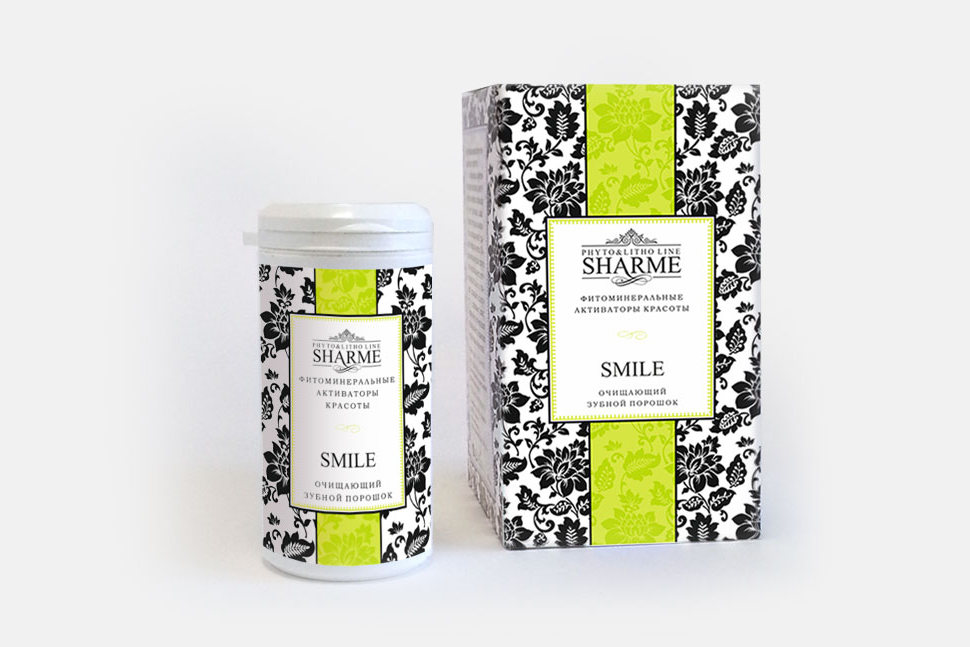 PHYTO&LITHO LINE
SHARME
ФИТОМИНЕРАЛЬНЫЕ
АКТИВАТОРЫ
КРАСОТЫ
SMILE
ОЧИЩАЮЩИЙ
ЗУБНОЙ ПОРОШОК
PHYTO&LITHO LINE
SHARME
ФИТОМИНЕРАЛЬНЫЕ
АКТИВАТОРЫ КРАСОТЫ
SMILE
ОЧИЩАЮЩИЙ
ЗУБНОЙ ПОРОШОК